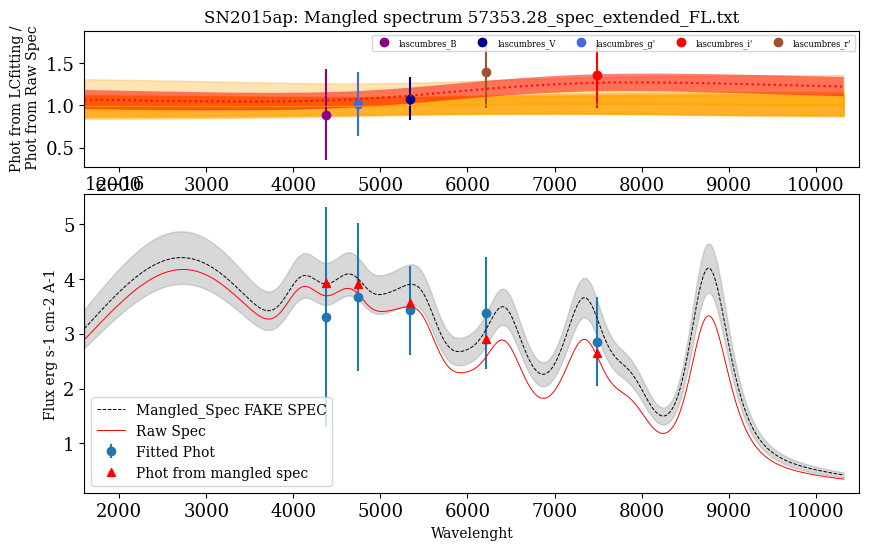 SN2015ap: Mangled spectrum 57353.28_spec_extended_FL.txt
Phot from LCfitting /
Phot from Raw Spec
lascumbres_B lascumbres_V lascumbres_g' lascumbres_i' lascumbres_r'
1.5
1.0
0.5
2000 3000 4000 5000 6000 7000 8000 9000 10000
1e−16
Flux erg s-1 cm-2 A-1
5
4
3
2
1
Mangled_Spec FAKE SPEC
Raw Spec
Fitted Phot
Phot from mangled spec
2000 3000 4000 5000 6000 7000 8000 9000 10000
Wavelenght